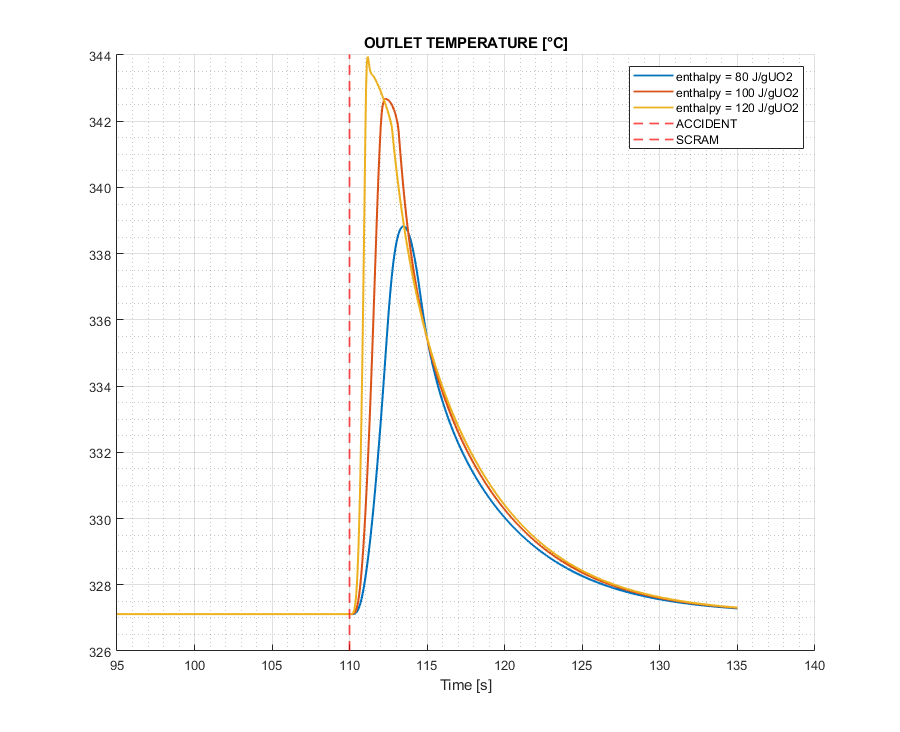 OUTLET TEMPERATURE [°C]
344
342
340
338
336
334
332
330
328
326
enthalpy = 80 J/gUO2
enthalpy = 100 J/gUO2
enthalpy = 120 J/gUO2
ACCIDENT
SCRAM
95 100 105 110 115 120 125 130 135 140
Time [s]